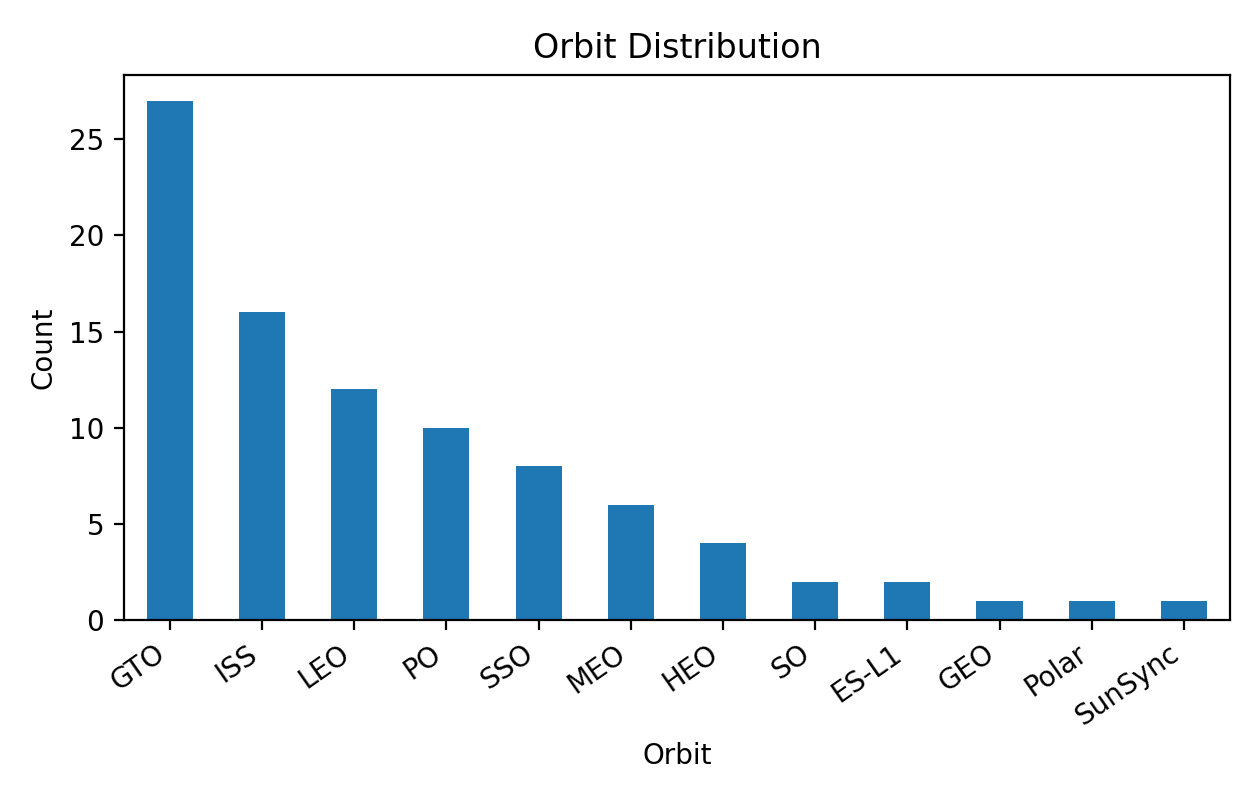 Orbit Distribution
25
20
15
10
5
0
Count
GTO
ISS
LEO
PO
SSO
MEO
HEO
SO
ES-L1
GEO
Polar
SunSync
Orbit